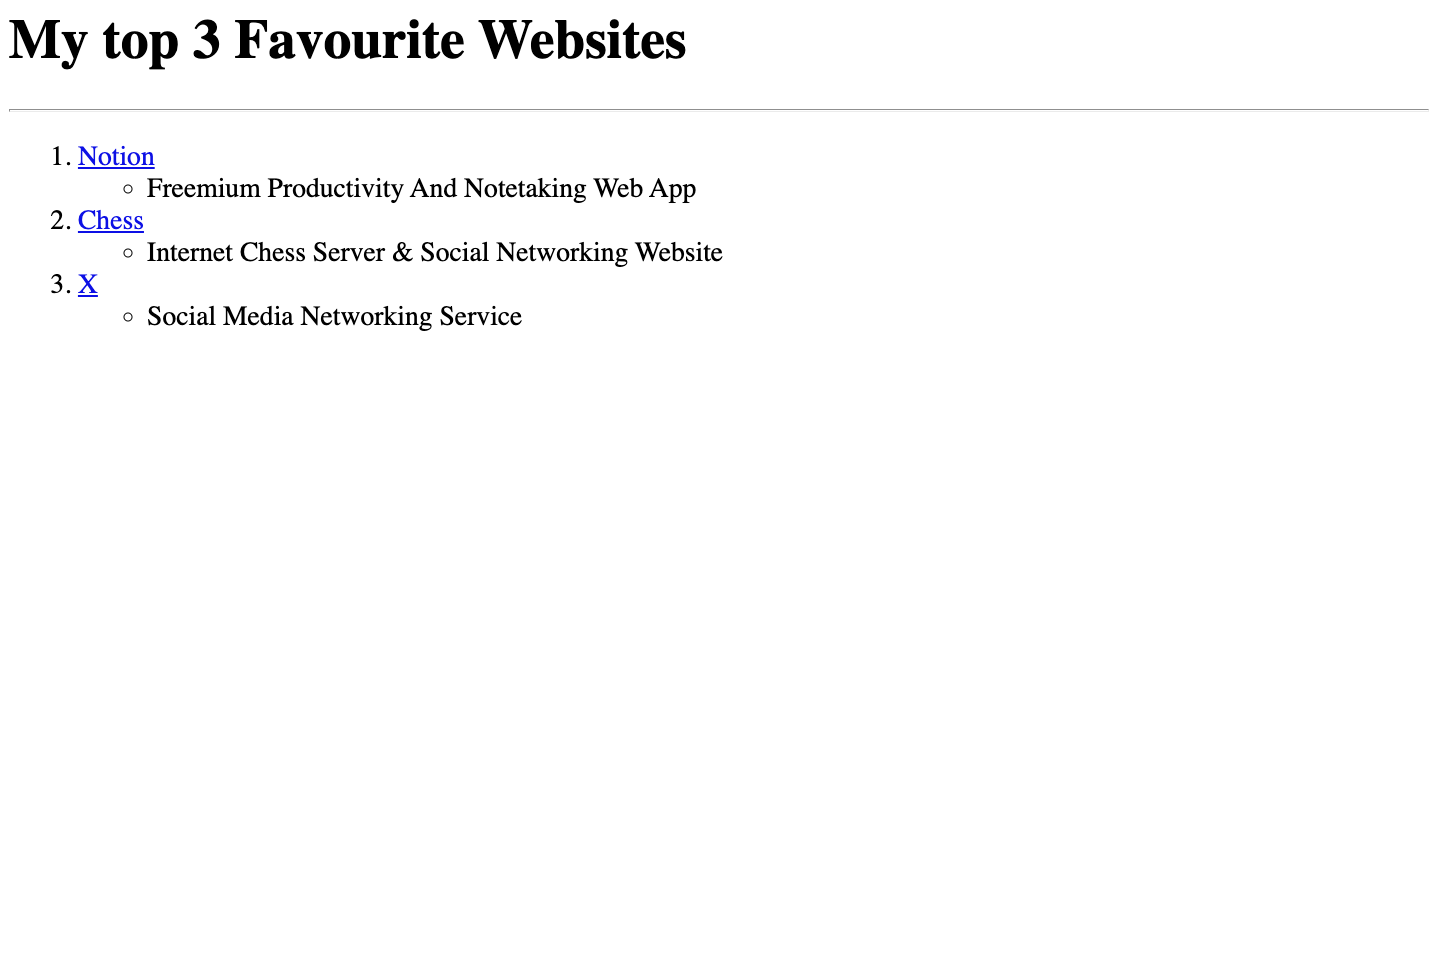 My top 3 Favourite Websites
1. Notion
Freemium Productivity And Notetaking Web App
2. Chess
Internet Chess Server & Social Networking Website
3. X
Social Media Networking Service